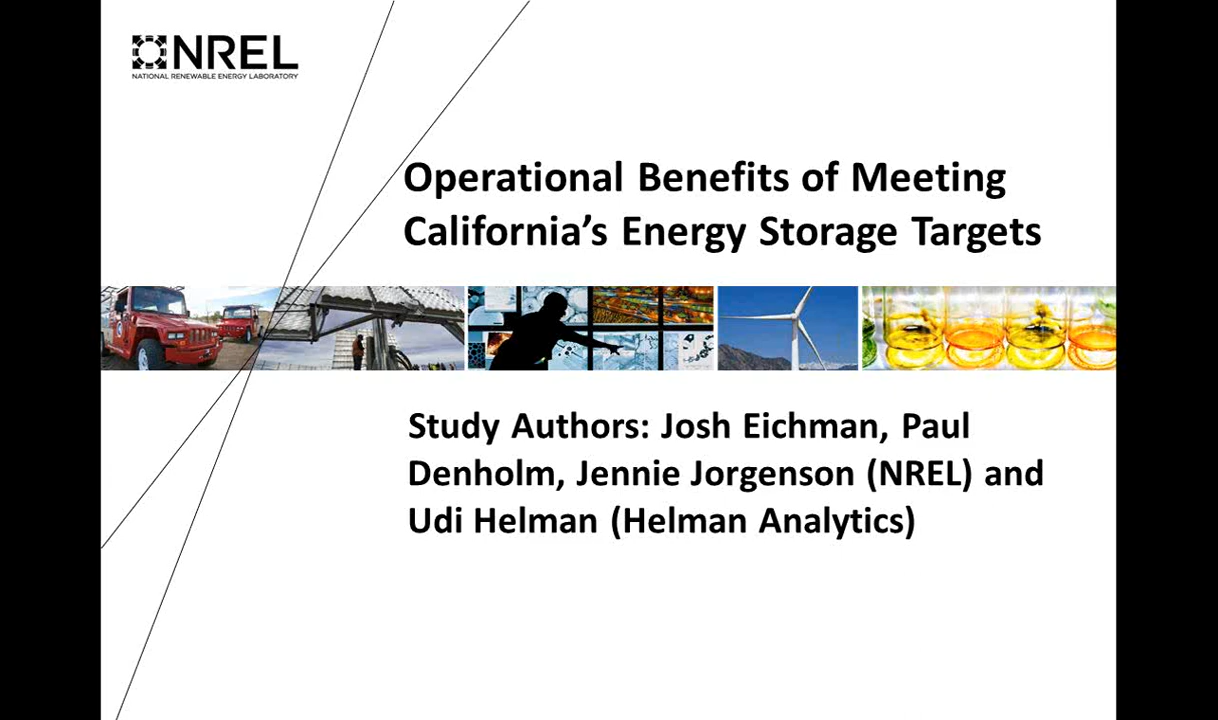 NREL
NATIONAL RENEWABLE ENERGY LABORATORY
Operational Benefits of Meeting
California’s Energy Storage Targets
Study Authors: Josh Eichman, Paul
Denholm, Jennie Jorgenson (NREL) and
Udi Helman (Helman Analytics)